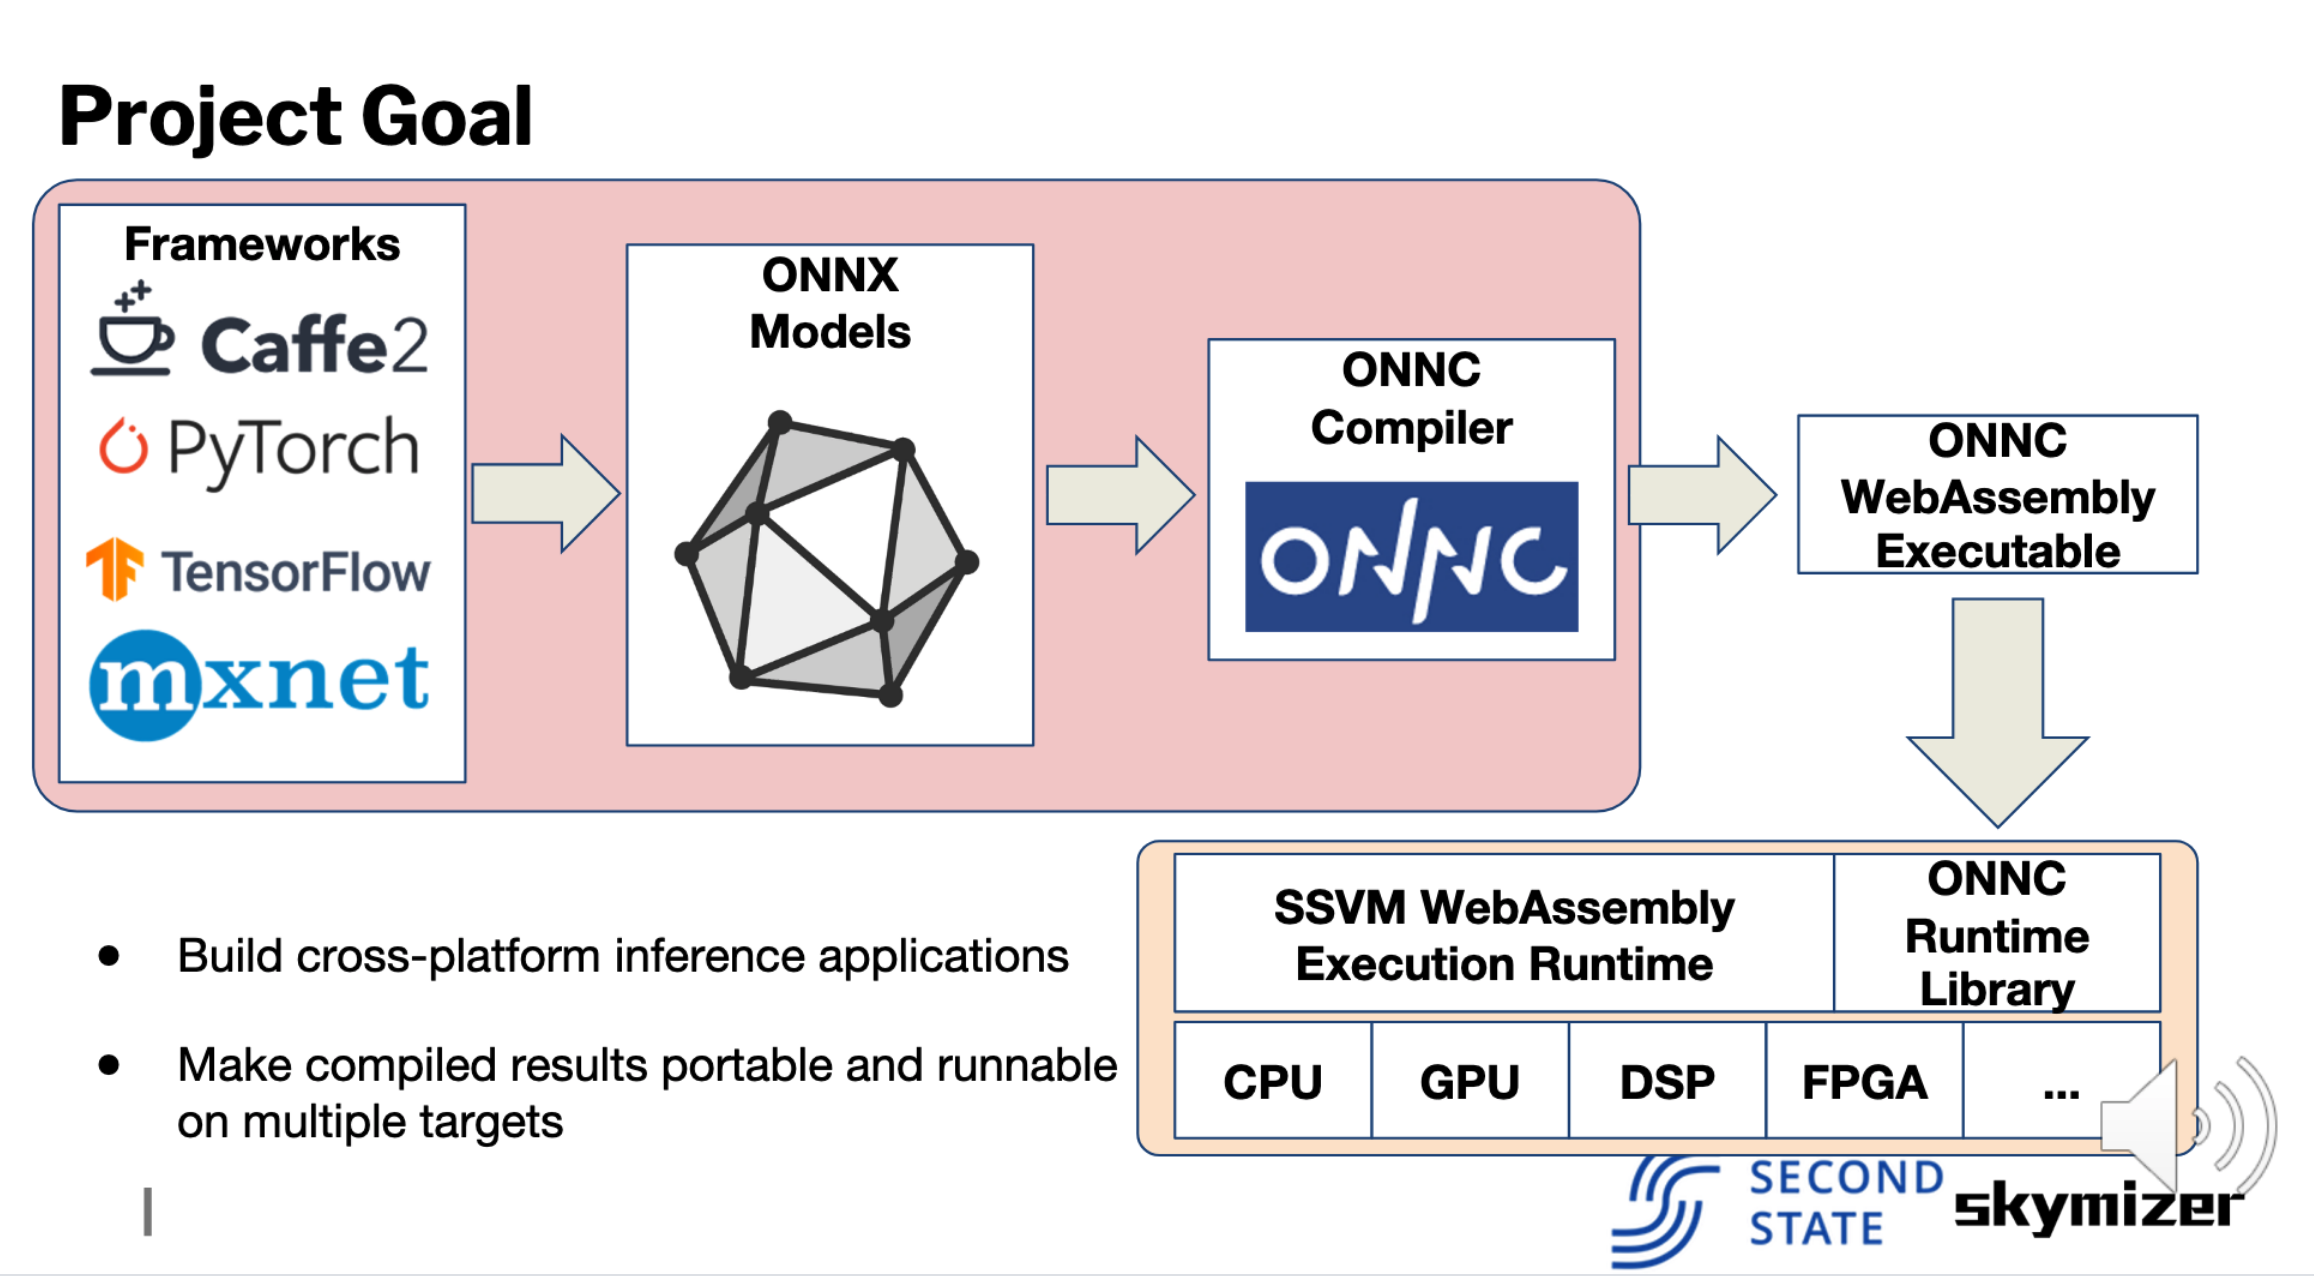 Project Goal
Frameworks
Caffe2
PyTorch
TensorFlow
mxnet
ONNX
Models
ONNC
Compiler
ONNC
ONNC
WebAssembly
Executable
SSVM WebAssembly
Execution Runtime
ONNC
Runtime
Library
CPU
GPU
DSP
FPGA
...
● Build cross-platform inference applications
● Make compiled results portable and runnable
on multiple targets
SECOND
STATE
skymizer